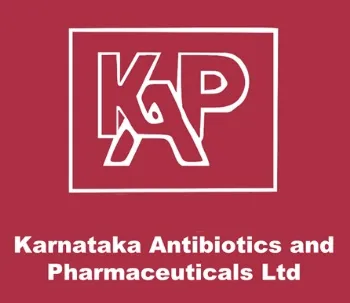 KAP
Karnataka Antibiotics and
Pharmaceuticals Ltd